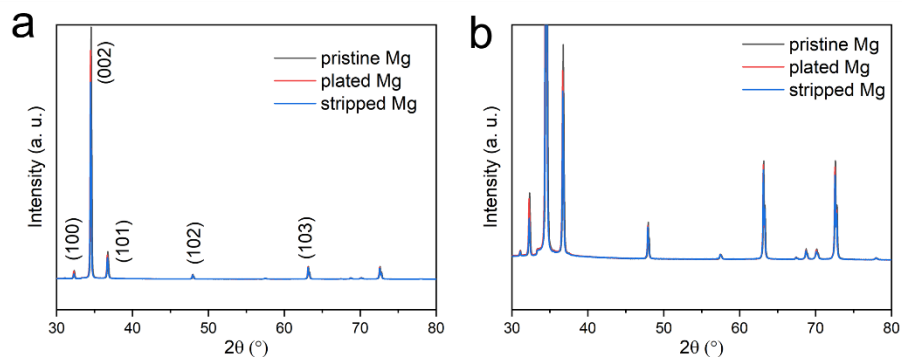 a
(002)
pristine Mg
plated Mg
stripped Mg
(100)
(101)
(102)
(103)
Intensity (a. u.)
30 40 50 60 70 80
2θ (°)
b
pristine Mg
plated Mg
stripped Mg
Intensity (a. u.)
30 40 50 60 70 80
2θ (°)